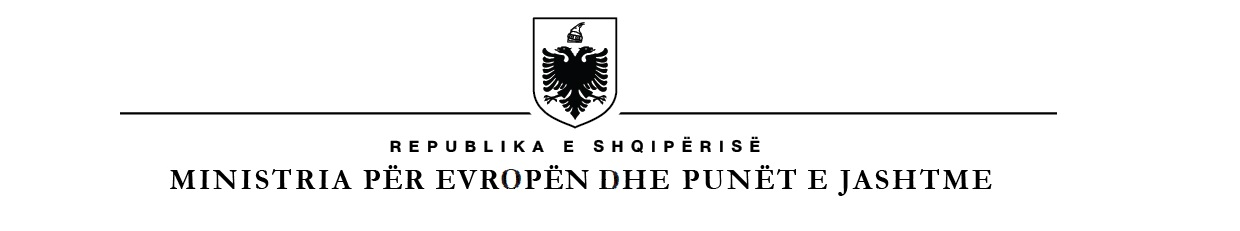 REPUBLIKA E SHQIPËRISË
MINISTRIA PËR EVROPËN DHE PUNËT E JASHTME